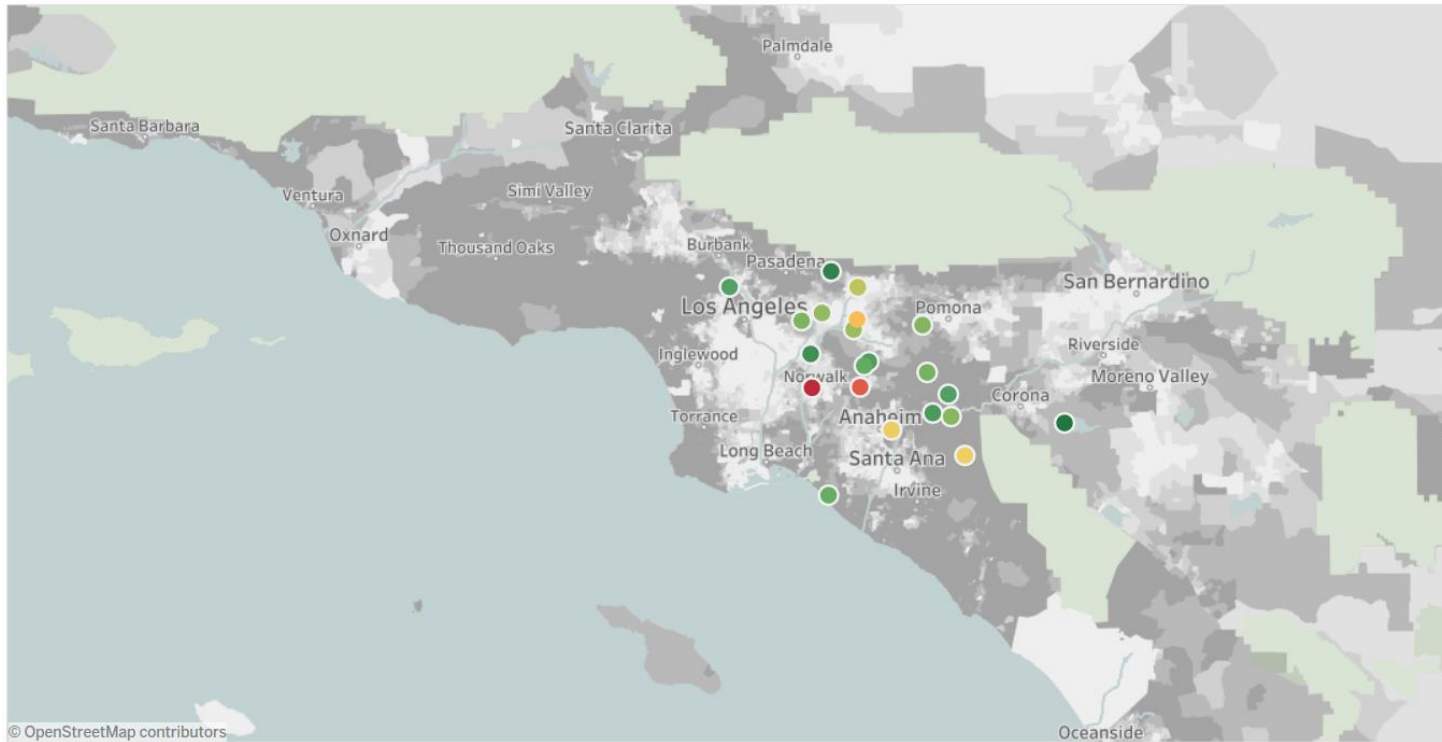 Palmdale
Santa Barbara
Santa Clarita
Ventura
Simi Valley
Oxnard
Thousand Oaks
Burbank
Pasadena
San Bernardino
Los Angeles
Pomona
Inglewood
Riverside
Norwalk
Moreno Valley
Torrance
Anaheim
Corona
Long Beach
Santa Ana
Irvine
Oceanside
© OpenStreetMap contributors